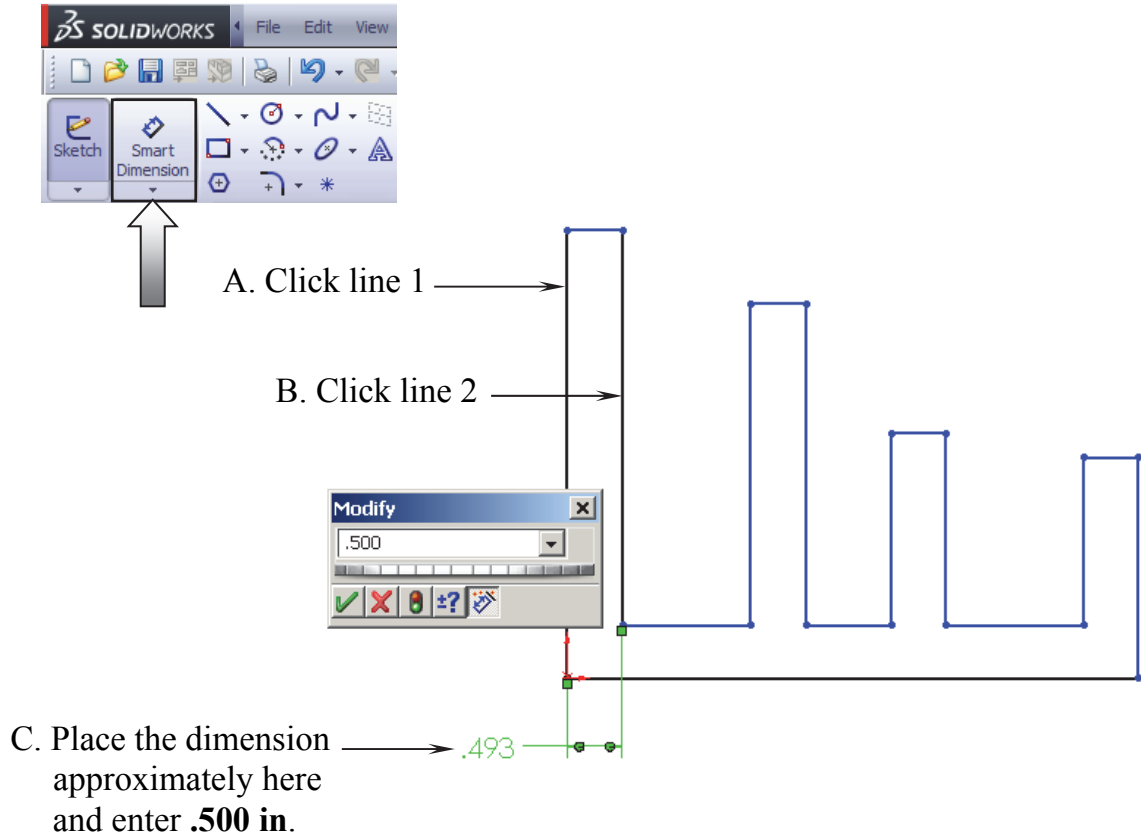 SOLIDWORKS File Edit View
Sketch
Smart
Dimension
A. Click line 1
B. Click line 2
Modify
.500
±?
C. Place the dimension
approximately here
and enter .500 in.
.493